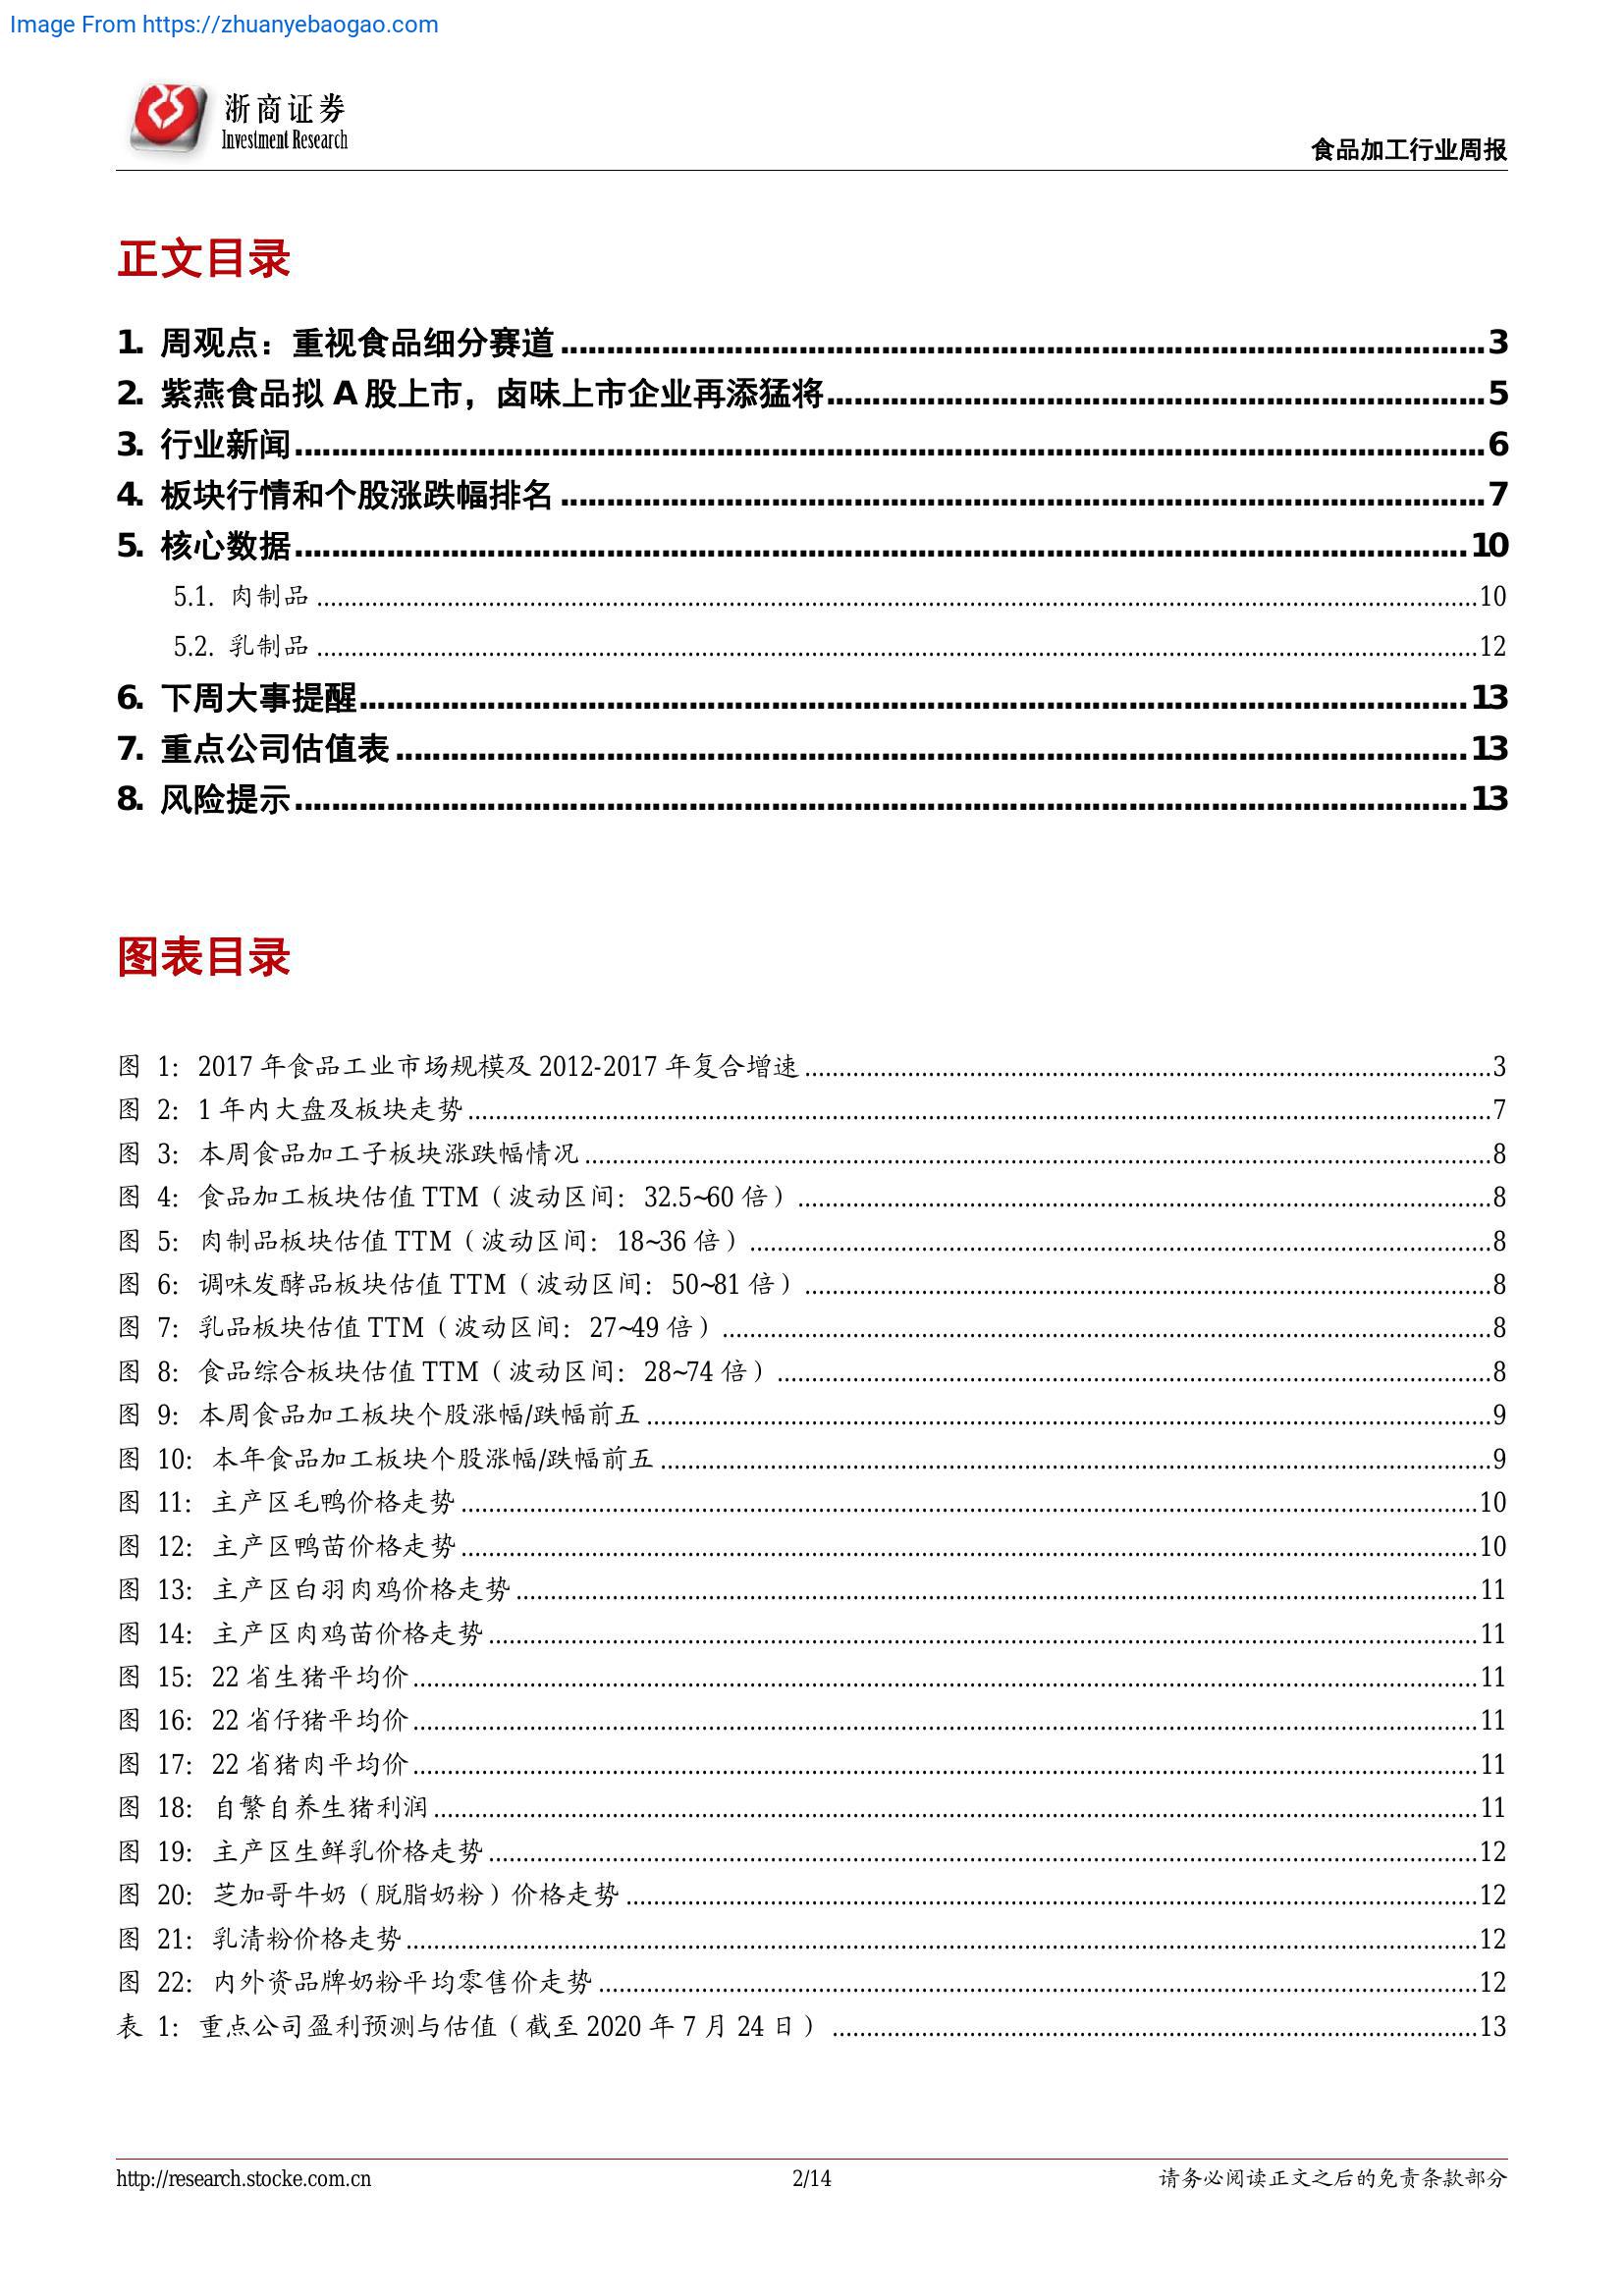 Image From https://zhuanyebaogao.com
浙商证券
Investment Research
食品加工行业周报
正文目录
1. 周观点：重视食品细分赛道 3
2. 紫燕食品拟 A 股上市，卤味上市企业再添猛将 5
3. 行业新闻 6
4. 板块行情和个股涨跌幅排名 7
5. 核心数据 10
5.1. 肉制品 10
5.2. 乳制品 12
6. 下周大事提醒 13
7. 重点公司估值表 13
8. 风险提示 13
图表目录
图 1：2017 年食品工业市场规模及 2012-2017 年复合增速 3
图 2：1 年内大盘及板块走势 7
图 3：本周食品加工子板块涨跌幅情况 8
图 4：食品加工板块估值 TTM（波动区间：32.5~60 倍） 8
图 5：肉制品板块估值 TTM（波动区间：18~36 倍） 8
图 6：调味发酵品板块估值 TTM（波动区间：50~81 倍） 8
图 7：乳品板块估值 TTM（波动区间：27~49 倍） 8
图 8：食品综合板块估值 TTM（波动区间：28~74 倍） 8
图 9：本周食品加工板块个股涨幅/跌幅前五 9
图 10：本年食品加工板块个股涨幅/跌幅前五 9
图 11：主产区毛鸭价格走势 10
图 12：主产区鸭苗价格走势 10
图 13：主产区白羽肉鸡价格走势 11
图 14：主产区肉鸡苗价格走势 11
图 15：22 省生猪平均价 11
图 16：22 省仔猪平均价 11
图 17：22 省猪肉平均价 11
图 18：自繁自养生猪利润 11
图 19：主产区生鲜乳价格走势 12
图 20：芝加哥牛奶（脱脂奶粉）价格走势 12
图 21：乳清粉价格走势 12
图 22：内外资品牌奶粉平均零售价走势 12
表 1：重点公司盈利预测与估值（截至 2020 年 7 月 24 日） 13
http://research.stocke.com.cn
2/14
请务必阅读正文之后的免责条款部分